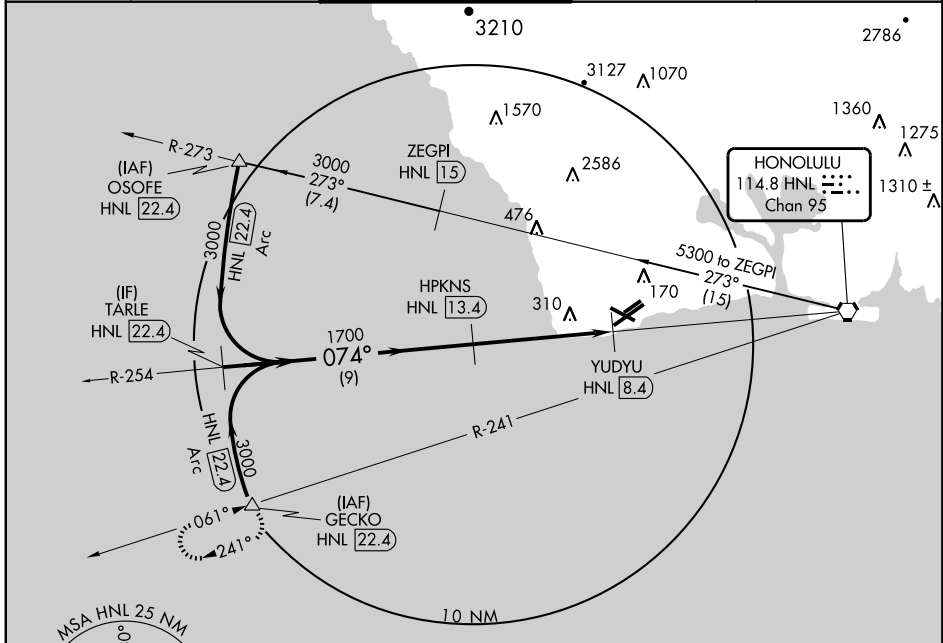 3210
2786
3127
1070
1570
1360
1275
1310 ±
2586
476
R-273
(IAF)
OSOFE
HNL 22.4
3000
273°
(7.4)
ZEGPI
HNL 15
HONOLULU
114.8 HNL
Chan 95
3000
HNL 22.4
Arc
5300 to ZEGPI
273°
(15)
170
310
(IF)
TARLE
HNL 22.4
HPKNS
HNL 13.4
1700
074°
(9)
R-254
YUDYU
HNL 8.4
R-241
HNL 22.4
Arc
3000
(IAF)
GECKO
HNL 22.4
061°
241°
10 NM
MSA HNL 25 NM